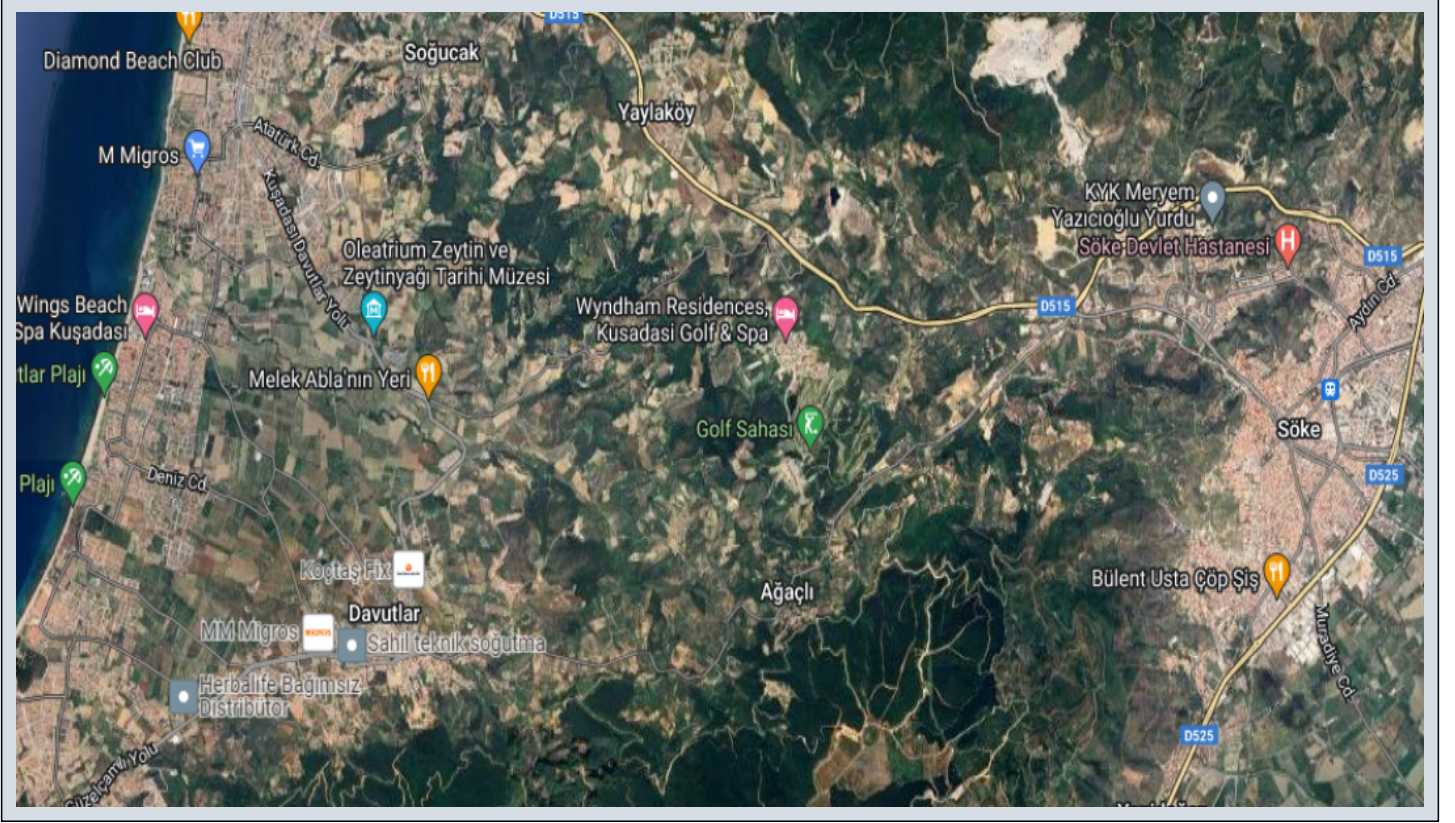 D515
Soğucak
Diamond Beach Club
Yaylaköy
Atatürk Cd.
M Migros
Kuşadası Davutlar Yolu
KYK Meryem
Yazıcıoğlu Yurdu
Söke Devlet Hastanesi
D515
Oleatrium Zeytin ve
Zeytinyağı Tarihi Müzesi
Wings Beach
Spa Kuşadası
Wyndham Residences,
Kusadasi Golf & Spa
D515
Aydın Cd.
tlar Plajı
Melek Abla'nın Yeri
Golf Sahası
Söke
D525
Plajı
Deniz Cd.
Koçtaş Fix
Ağaçlı
Bülent Usta Çöp Şiş
Davutlar
MM Migros
MIGROS
Sahil teknik soğutma
Muradiye Cd.
Herbalife Bağımsız
Distribütör
D525
Güzelçamlı Yolu